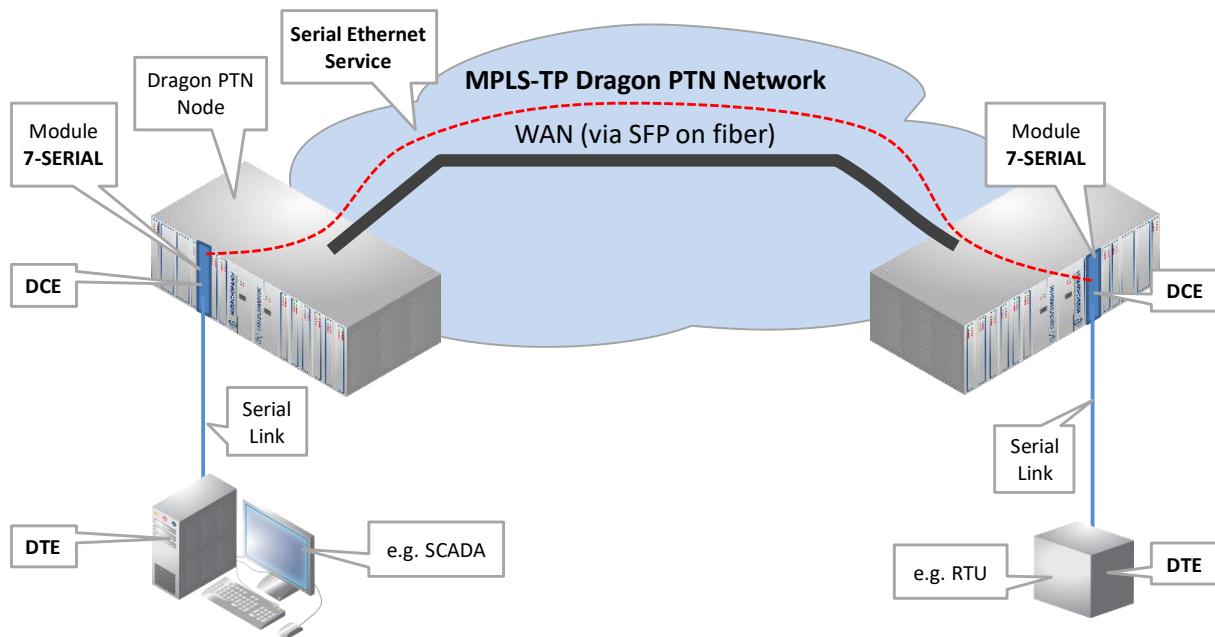 Serial Ethernet
Service
MPLS-TP Dragon PTN Network
Dragon PTN
Node
WAN (via SFP on fiber)
Module
7-SERIAL
Module
7-SERIAL
DCE
DCE
Serial
Link
Serial
Link
DTE
e.g. SCADA
e.g. RTU
DTE